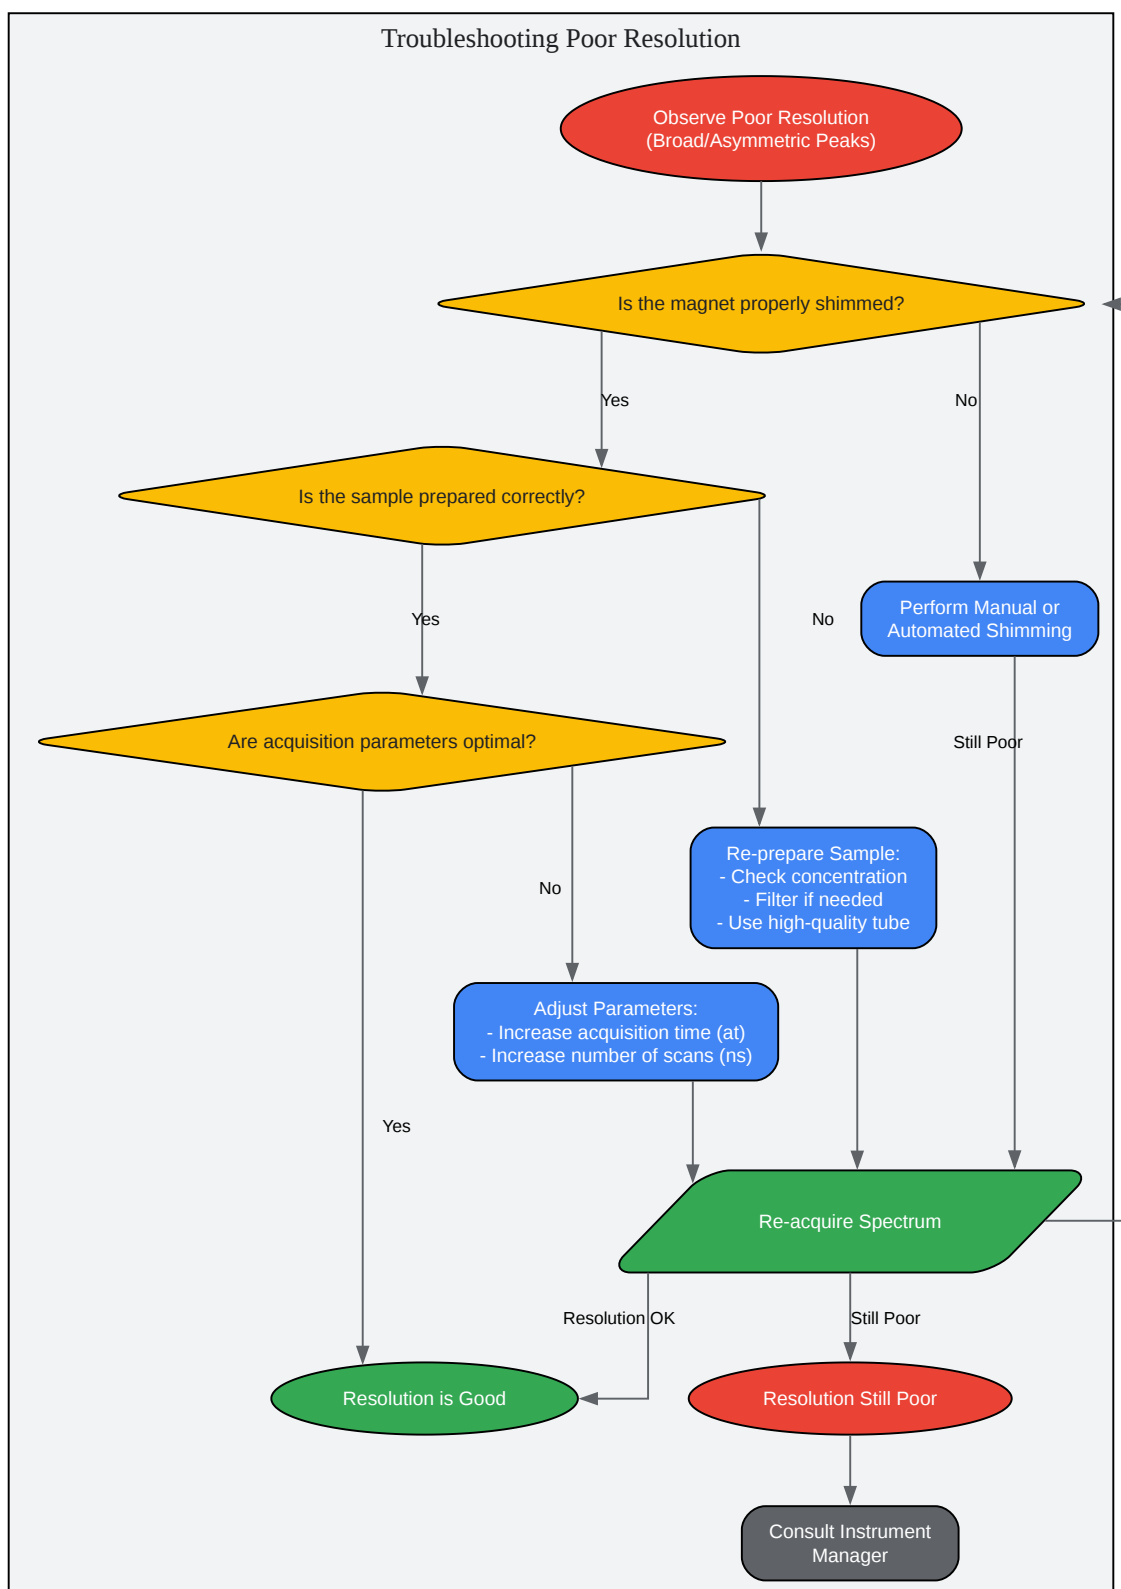 Troubleshooting Poor Resolution
Observe Poor Resolution
(Broad/Asymmetric Peaks)
Is the magnet properly shimmed?
Yes
No
Is the sample prepared correctly?
Yes
No
Perform Manual or
Automated Shimming
Are acquisition parameters optimal?
Still Poor
Re-prepare Sample:
- Check concentration
- Filter if needed
- Use high-quality tube
No
Adjust Parameters:
- Increase acquisition time (at)
- Increase number of scans (ns)
Yes
Re-acquire Spectrum
Resolution OK
Still Poor
Resolution is Good
Resolution Still Poor
Consult Instrument
Manager